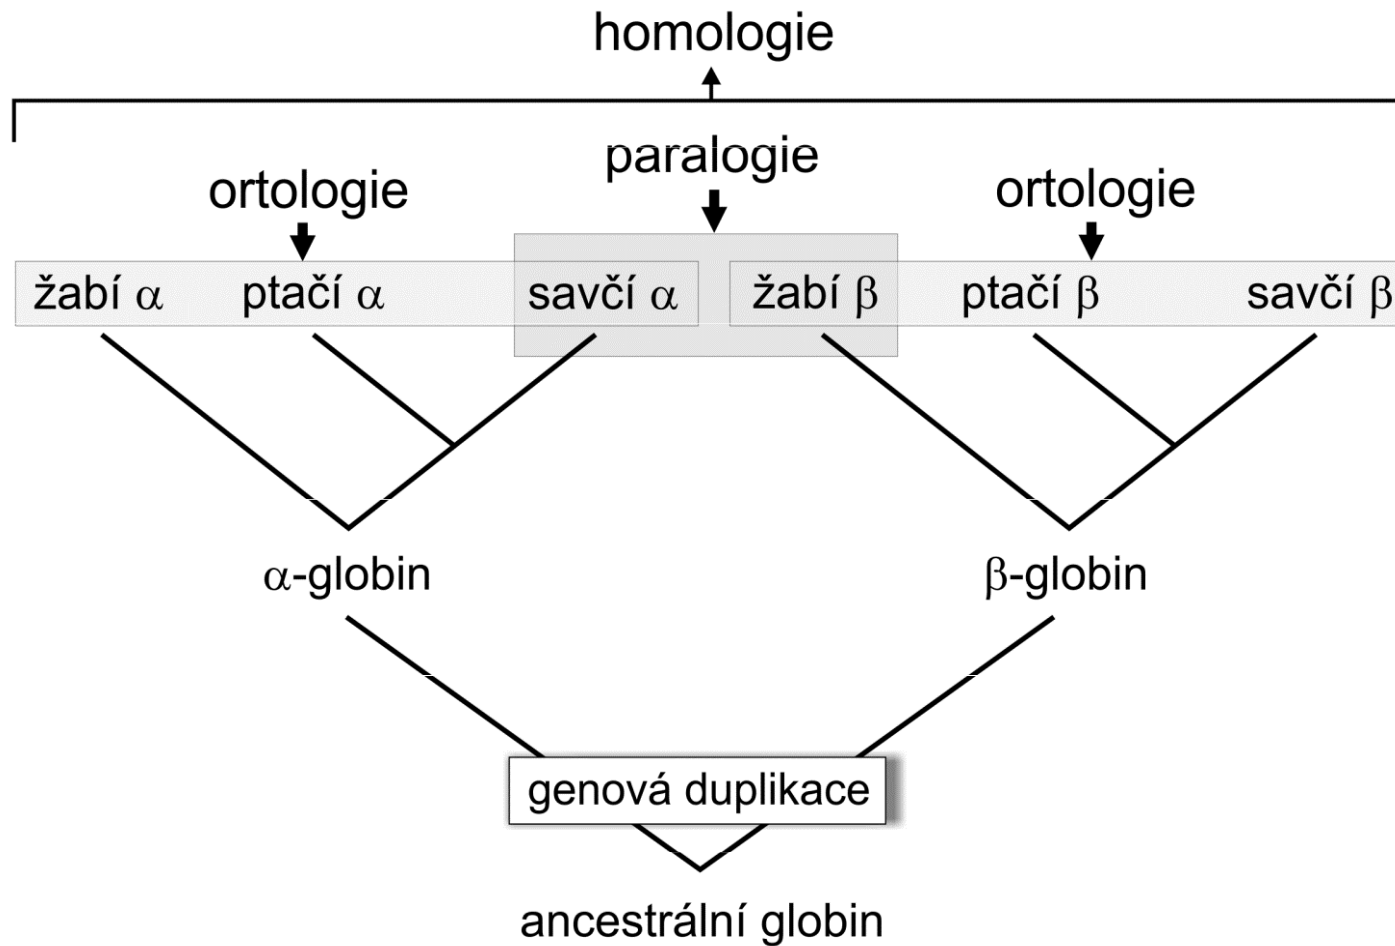 homologie
paralogie
ortologie
ortologie
žabí α
ptačí α
savčí α
žabí β
ptačí β
savčí β
α-globin
β-globin
genová duplikace
ancestrální globin